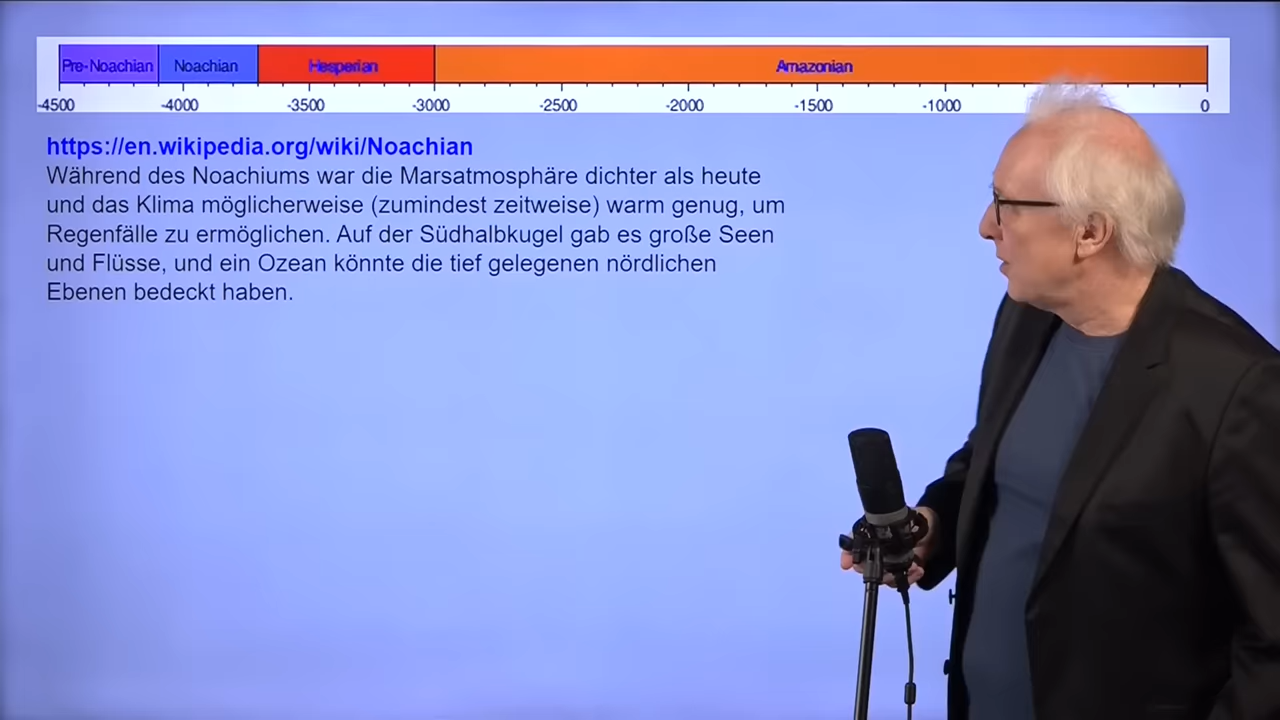 Pre-Noachian Noachian Hesperian Amazonian
-4500 -4000 -3500 -3000 -2500 -2000 -1500 -1000 0
https://en.wikipedia.org/wiki/Noachian
Während des Noachiums war die Marsatmosphäre dichter als heute
und das Klima möglicherweise (zumindest zeitweise) warm genug, um
Regenfälle zu ermöglichen. Auf der Südhalbkugel gab es große Seen
und Flüsse, und ein Ozean könnte die tief gelegenen nördlichen
Ebenen bedeckt haben.